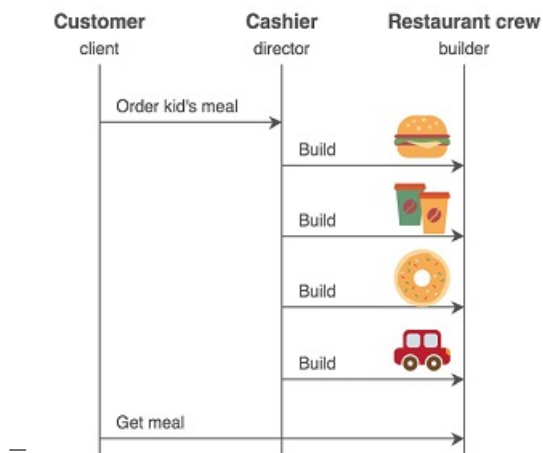 Customer
client
Cashier
director
Restaurant crew
builder
Order kid's meal
Build
Build
Build
Build
Get meal